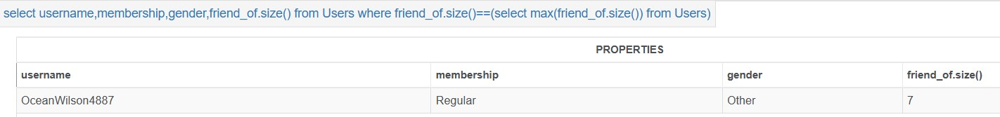 select username,membership,gender,friend_of.size() from Users where friend_of.size()==(select max(friend_of.size()) from Users)
PROPERTIES
username membership gender friend_of.size()
OceanWilson4887 Regular Other 7